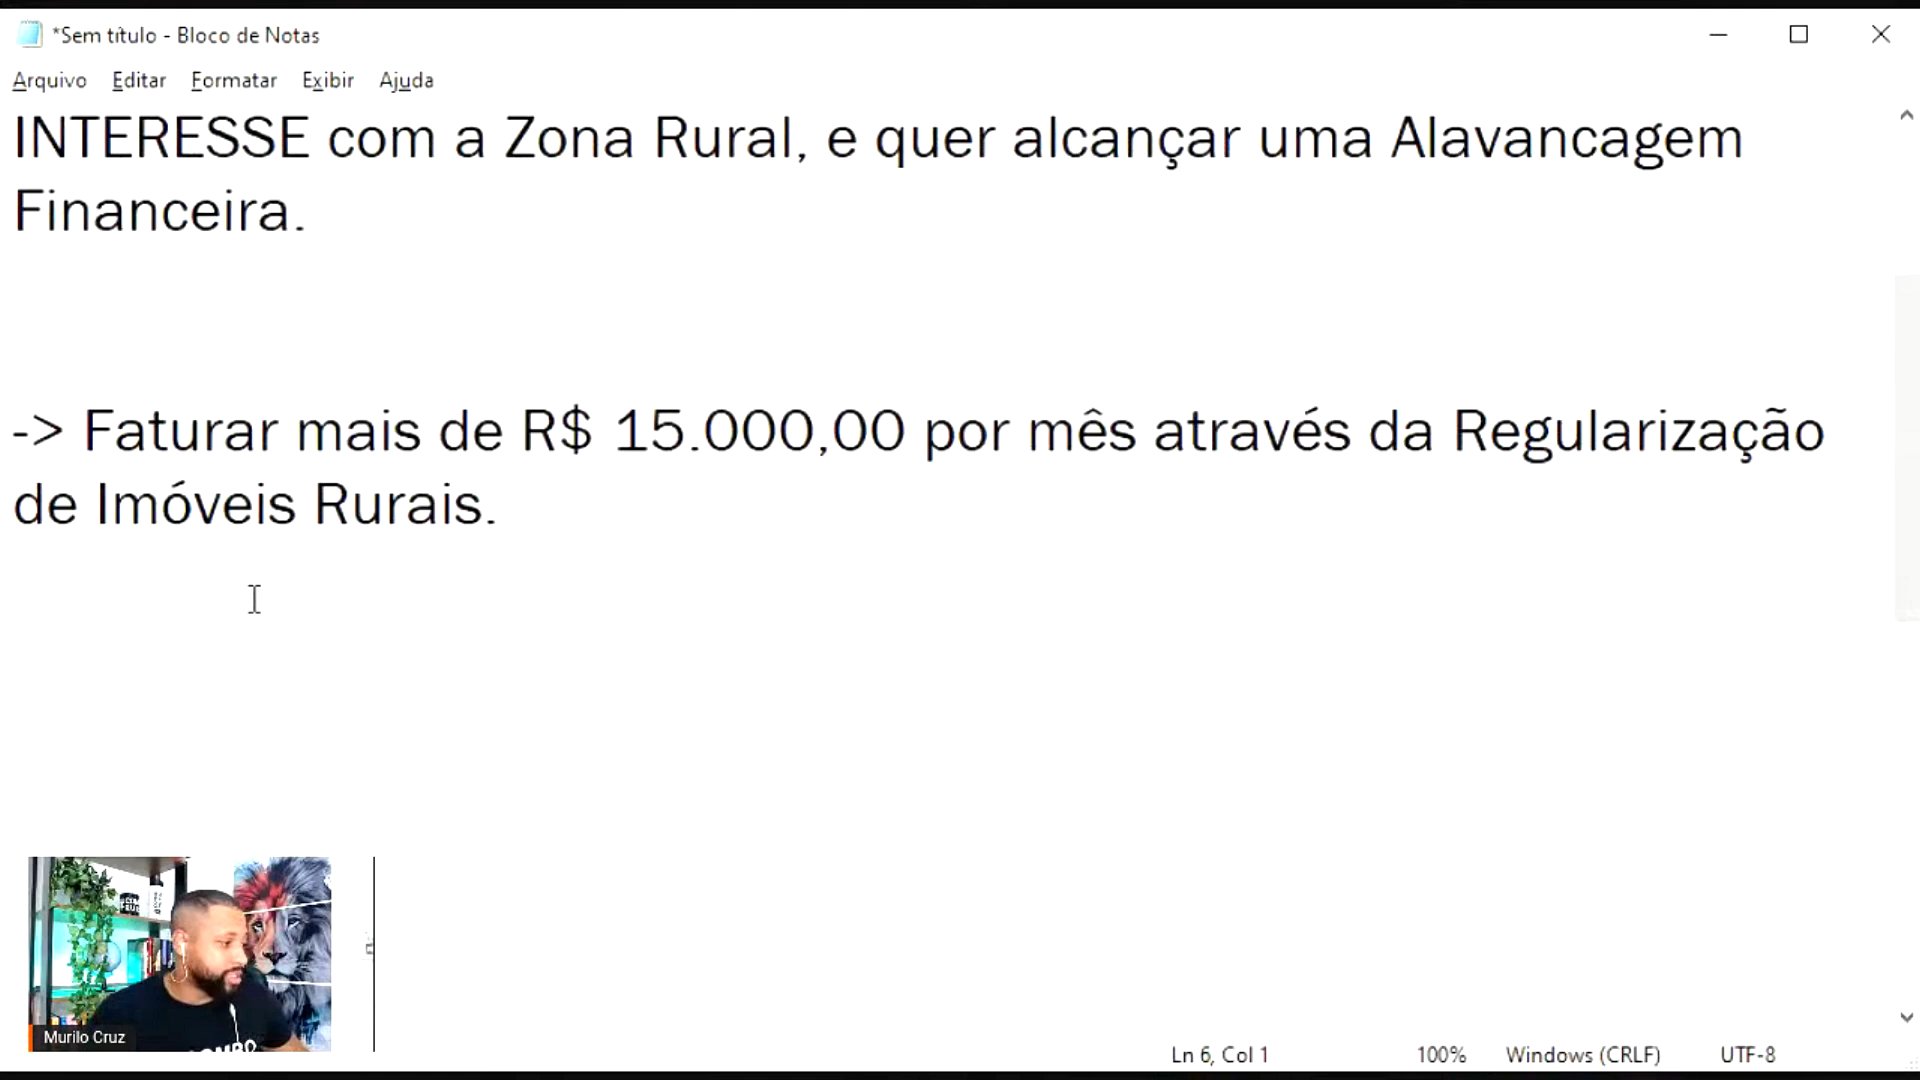 *Sem título - Bloco de Notas
Arquivo Editar Formatar Exibir Ajuda
INTERESSE com a Zona Rural, e quer alcançar uma Alavancagem
Financeira.
-> Faturar mais de R$ 15.000,00 por mês através da Regularização
de Imóveis Rurais.
Murilo Cruz
Ln 6, Col 1 100% Windows (CRLF) UTF-8